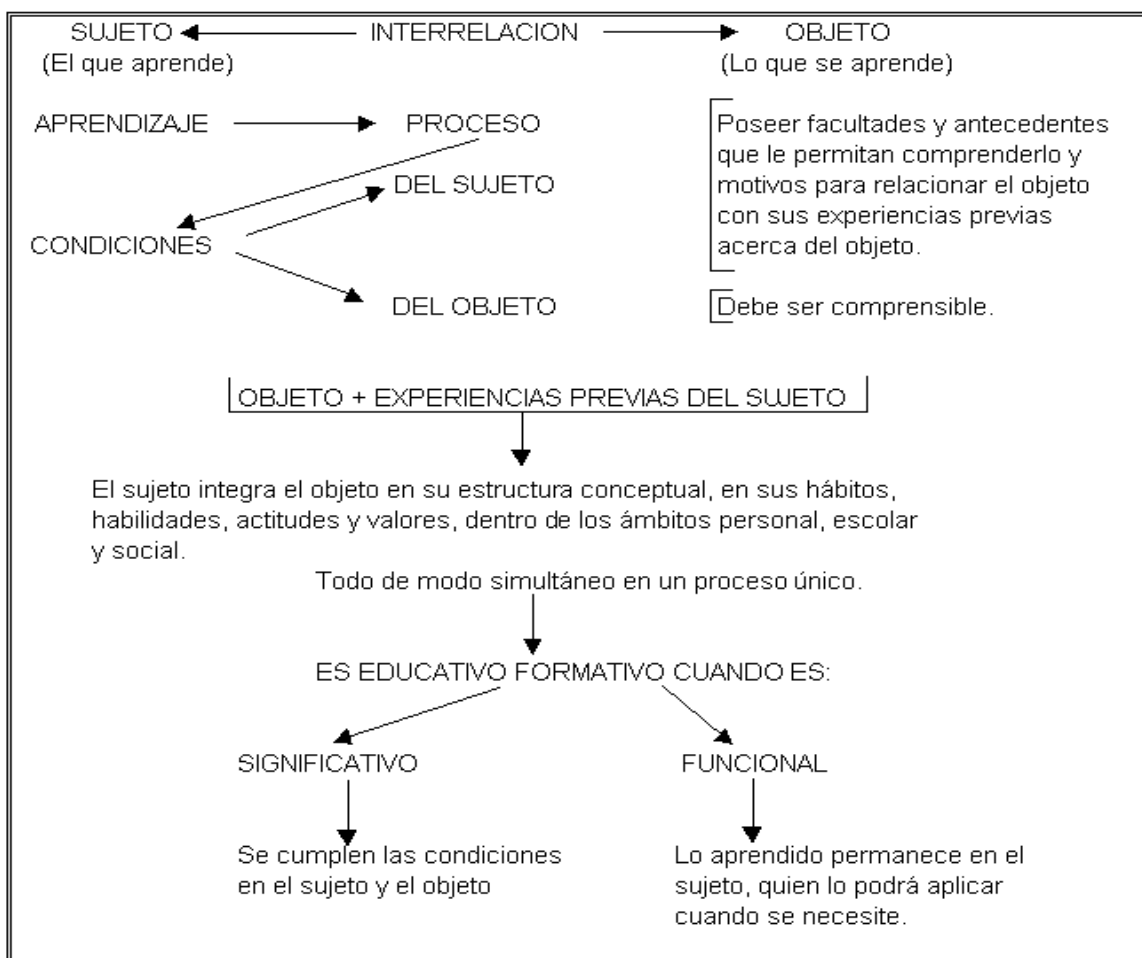 SUJETO INTERRELACION OBJETO
(El que aprende) (Lo que se aprende)
APRENDIZAJE PROCESO
DEL SUJETO
CONDICIONES
DEL OBJETO
Poseer facultades y antecedentes
que le permitan comprenderlo y
motivos para relacionar el objeto
con sus experiencias previas
acerca del objeto.
Debe ser comprensible.
OBJETO + EXPERIENCIAS PREVIAS DEL SUJETO
El sujeto integra el objeto en su estructura conceptual, en sus hábitos,
habilidades, actitudes y valores, dentro de los ámbitos personal, escolar
y social.
Todo de modo simultáneo en un proceso único.
ES EDUCATIVO FORMATIVO CUANDO ES:
SIGNIFICATIVO FUNCIONAL
Se cumplen las condiciones
en el sujeto y el objeto
Lo aprendido permanece en el
sujeto, quien lo podrá aplicar
cuando se necesite.